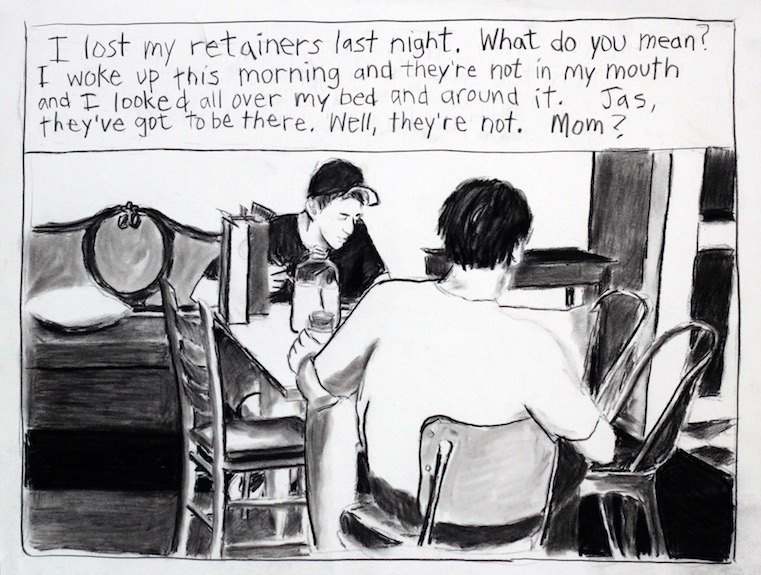 I lost my retainers last night. What do you mean?
I woke up this morning and they're not in my mouth
and I looked all over my bed and around it. Jas,
they've got to be there. Well, they're not. Mom?